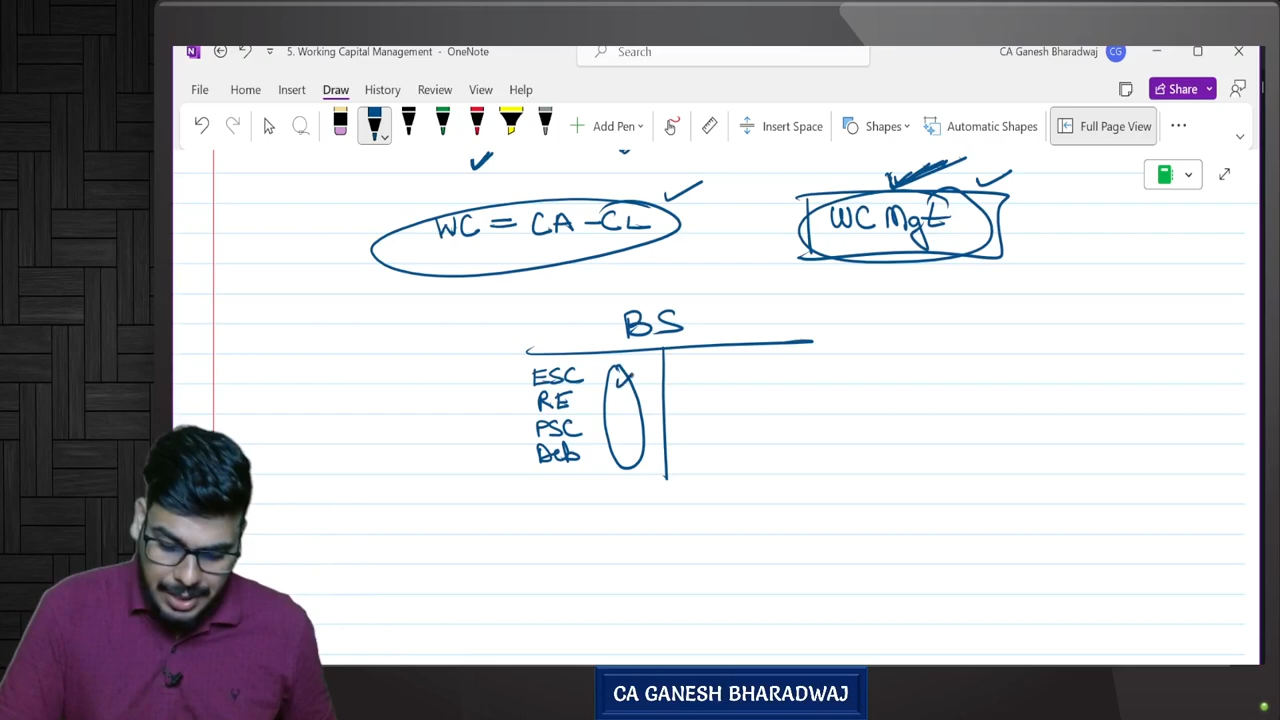 5. Working Capital Management - OneNote
Search
CA Ganesh Bharadwaj
CG
File Home Insert Draw History Review View Help
Share
Add Pen
Insert Space
Shapes
Automatic Shapes
Full Page View
WC = CA - CL
WC Mgt
BS
ESC
RE
PSC
Deb
CA GANESH BHARADWAJ